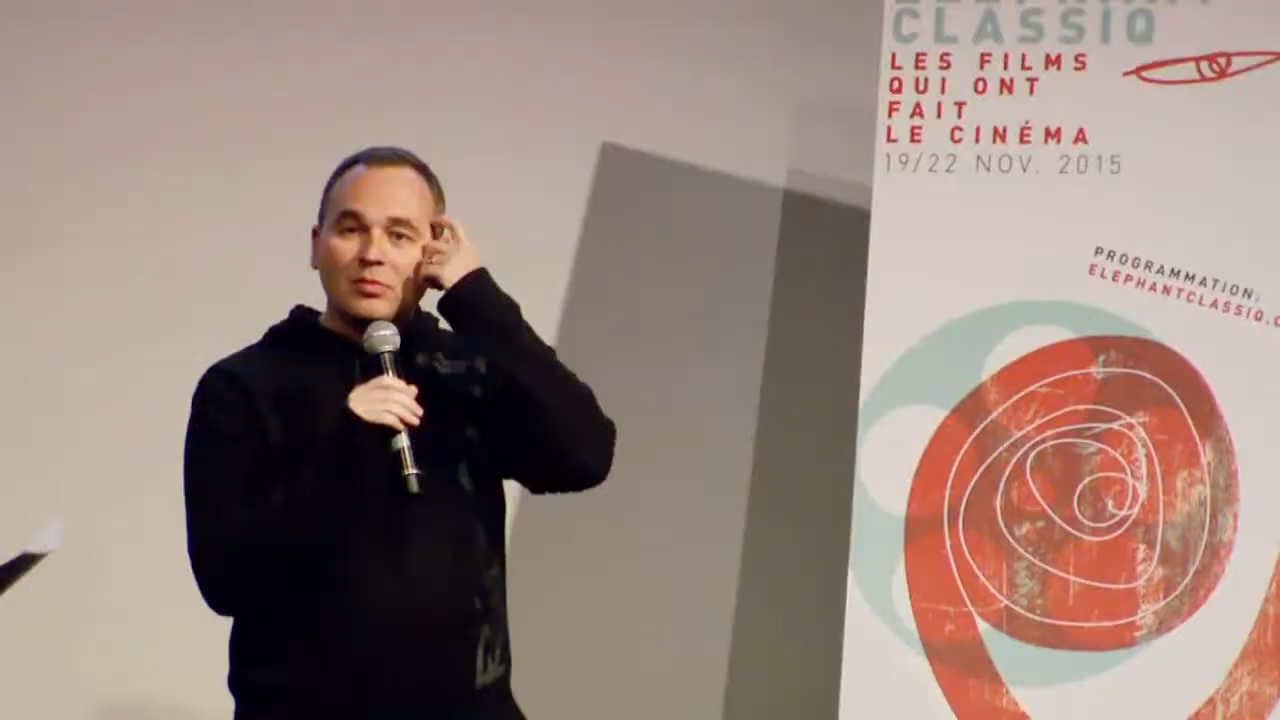 CLASSIQ
LES FILMS
QUI ONT
FAIT
LE CINÉMA
19/22 NOV. 2015
PROGRAMMATION:
ELEPHANTCLASSIQ.C